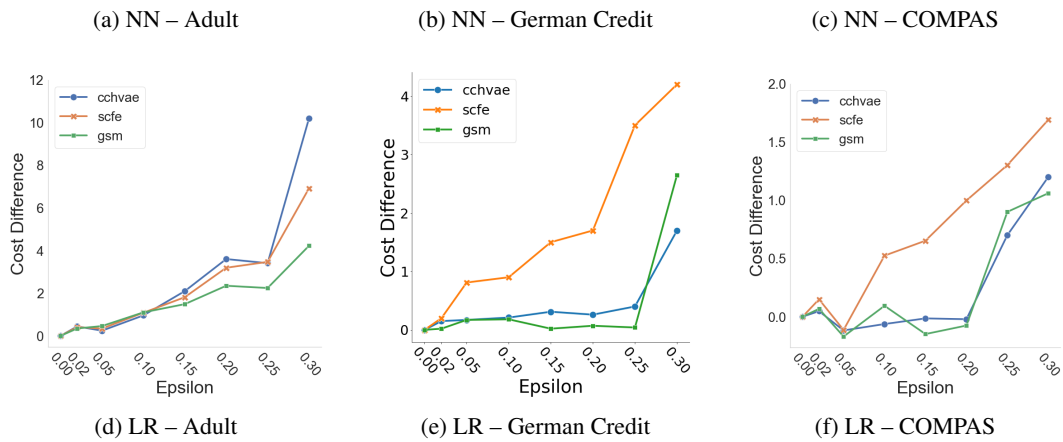 (a) NN – Adult
(b) NN – German Credit
(c) NN – COMPAS
12
10
8
6
4
2
0
Cost Difference
cchvae
scfe
gsm
0.00
0.02
0.05
0.10
0.15
0.20
0.25
0.30
Epsilon
4
3
2
1
0
Cost Difference
cchvae
scfe
gsm
0.00
0.02
0.05
0.10
0.15
0.20
0.25
0.30
Epsilon
2.0
1.5
1.0
0.5
0.0
Cost Difference
cchvae
scfe
gsm
0.00
0.02
0.05
0.10
0.15
0.20
0.25
0.30
Epsilon
(d) LR – Adult
(e) LR – German Credit
(f) LR – COMPAS